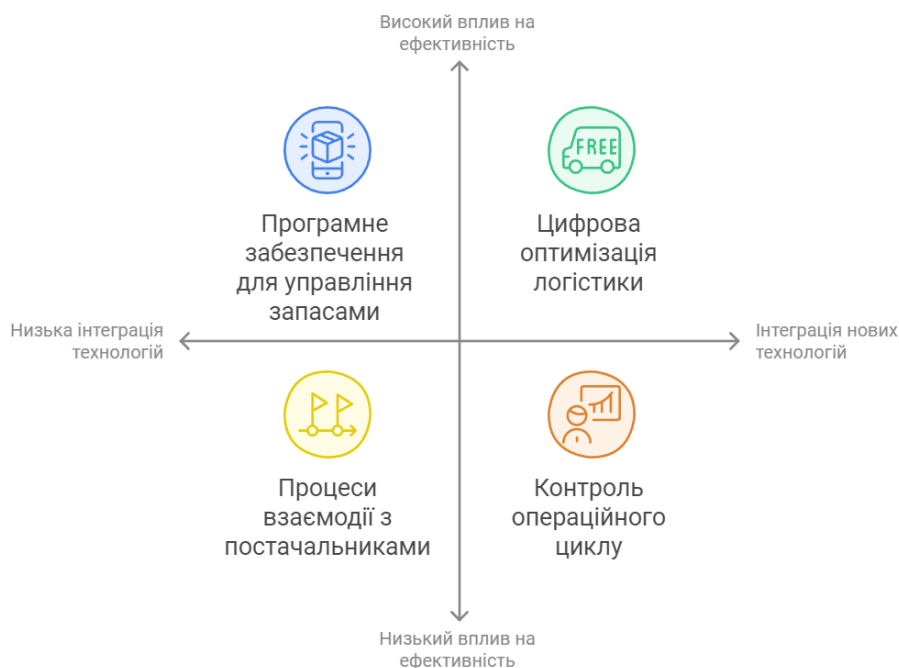 Високий вплив на
ефективність
FREE
Програмне
забезпечення
для управління
запасами
Цифрова
оптимізація
логістики
Низька інтеграція
технологій
Інтеграція нових
технологій
Процеси
взаємодії з
постачальниками
Контроль
операційного
циклу
Низький вплив на
ефективність